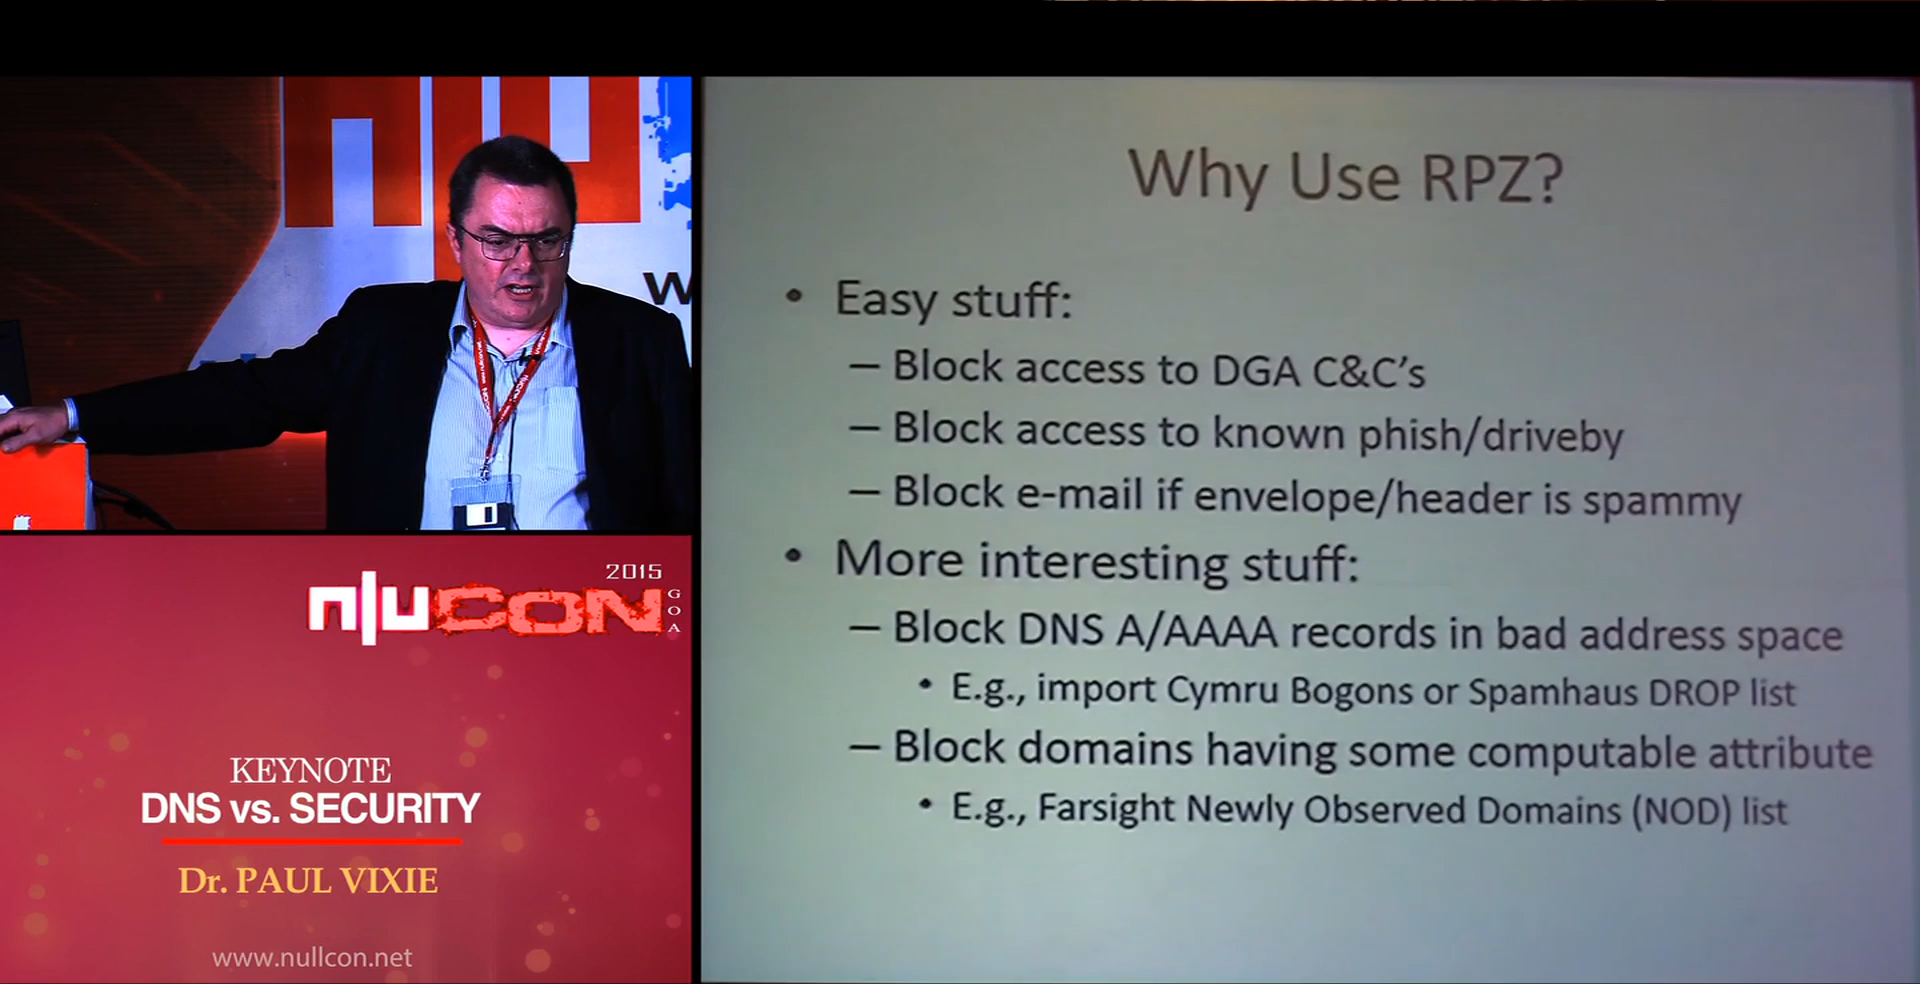 W
n|u
CON
2015
GOA
KEYNOTE
DNS vs. SECURITY
Dr. PAUL VIXIE
www.nullcon.net
Why Use RPZ?
• Easy stuff:
– Block access to DGA C&C's
– Block access to known phish/driveby
– Block e-mail if envelope/header is spammy
• More interesting stuff:
– Block DNS A/AAAA records in bad address space
• E.g., import Cymru Bogons or Spamhaus DROP list
– Block domains having some computable attribute
• E.g., Farsight Newly Observed Domains (NOD) list